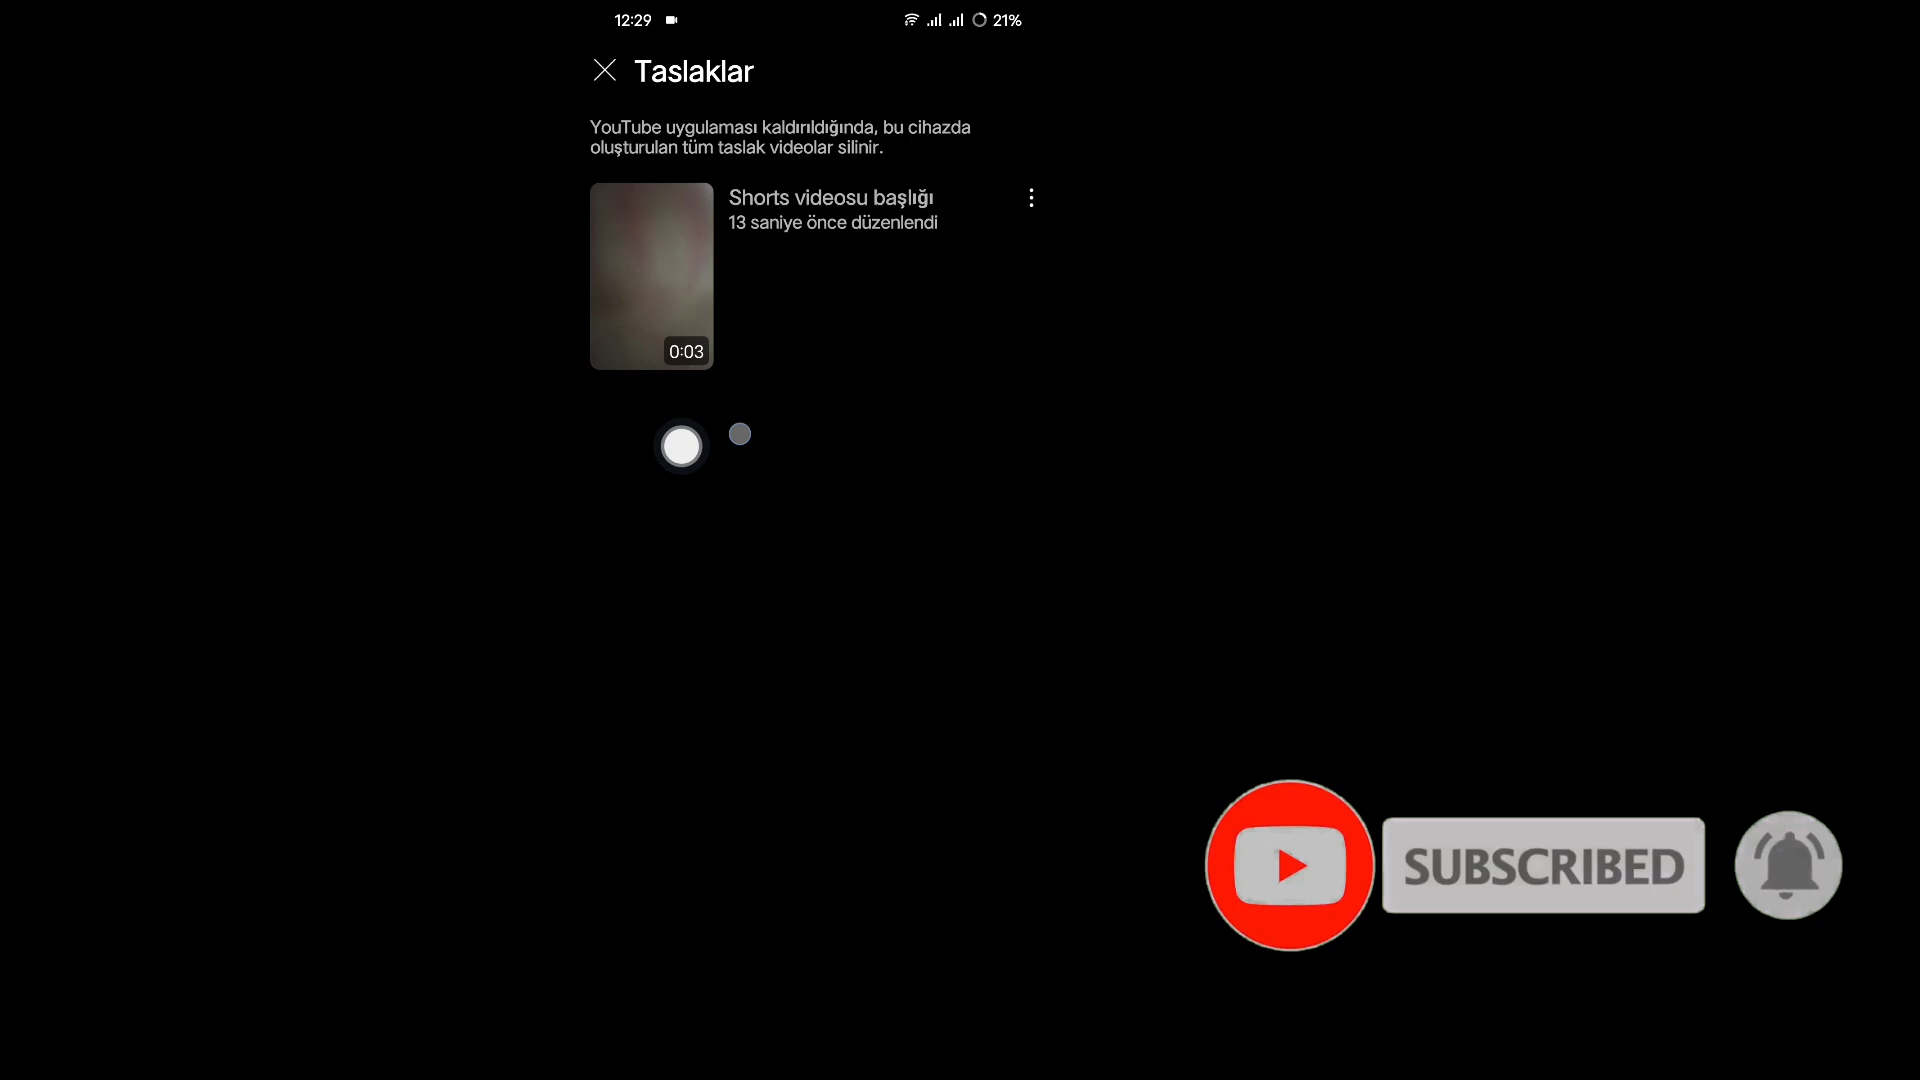 12:29
21%
Taslaklar
YouTube uygulaması kaldırıldığında, bu cihazda
oluşturulan tüm taslak videolar silinir.
Shorts videosu başlığı
13 saniye önce düzenlendi
0:03
SUBSCRIBED